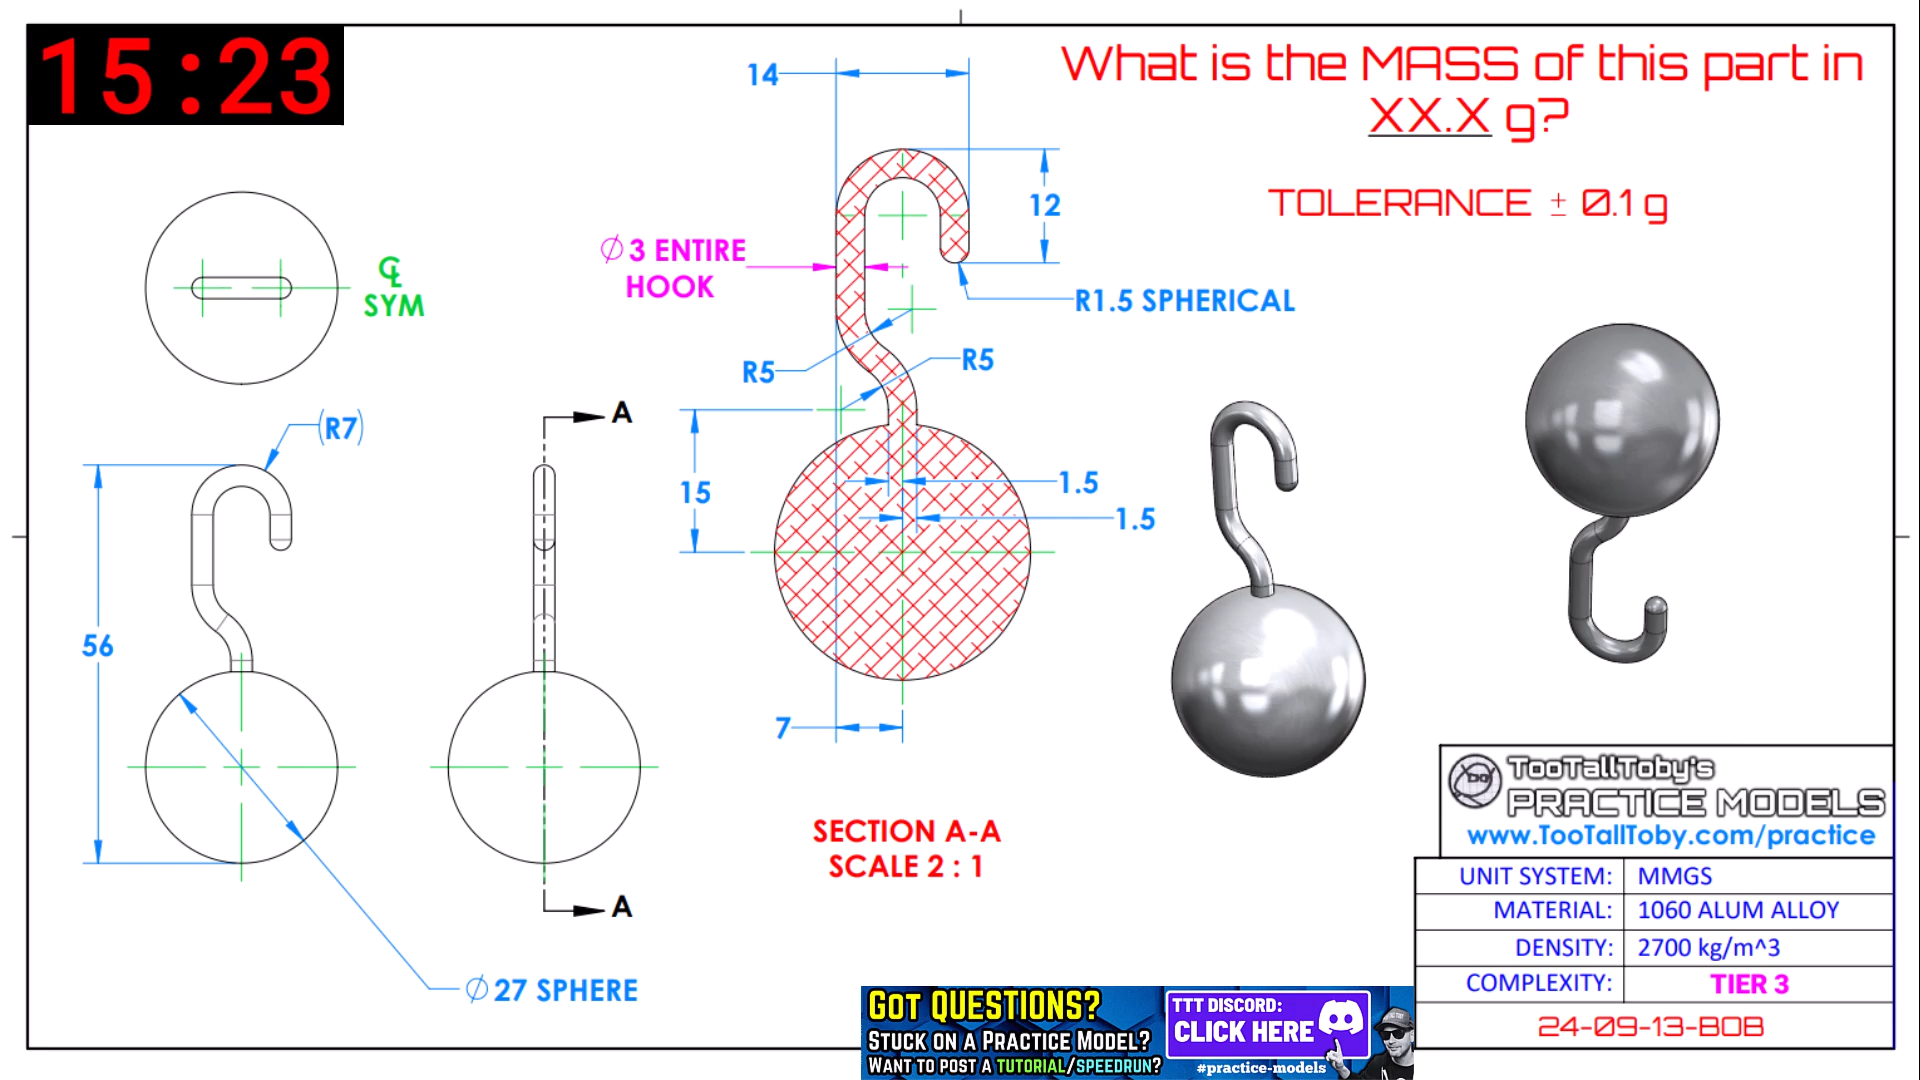 15:23
What is the MASS of this part in
XX.X g?
TOLERANCE ± 0.1 g
14
12
Ø3 ENTIRE
HOOK
R1.5 SPHERICAL
R5
R5
15
1.5
1.5
7
SECTION A-A
SCALE 2 : 1
℄
SYM
(R7)
56
A
A
Ø27 SPHERE
TooTallToby's
PRACTICE MODELS
www.TooTallToby.com/practice
UNIT SYSTEM: MMGS
MATERIAL: 1060 ALUM ALLOY
DENSITY: 2700 kg/m^3
COMPLEXITY: TIER 3
24-09-13-BOB
GOT QUESTIONS?
STUCK ON A PRACTICE MODEL?
WANT TO POST A TUTORIAL/SPEEDRUN?
TTT DISCORD:
CLICK HERE
#practice-models